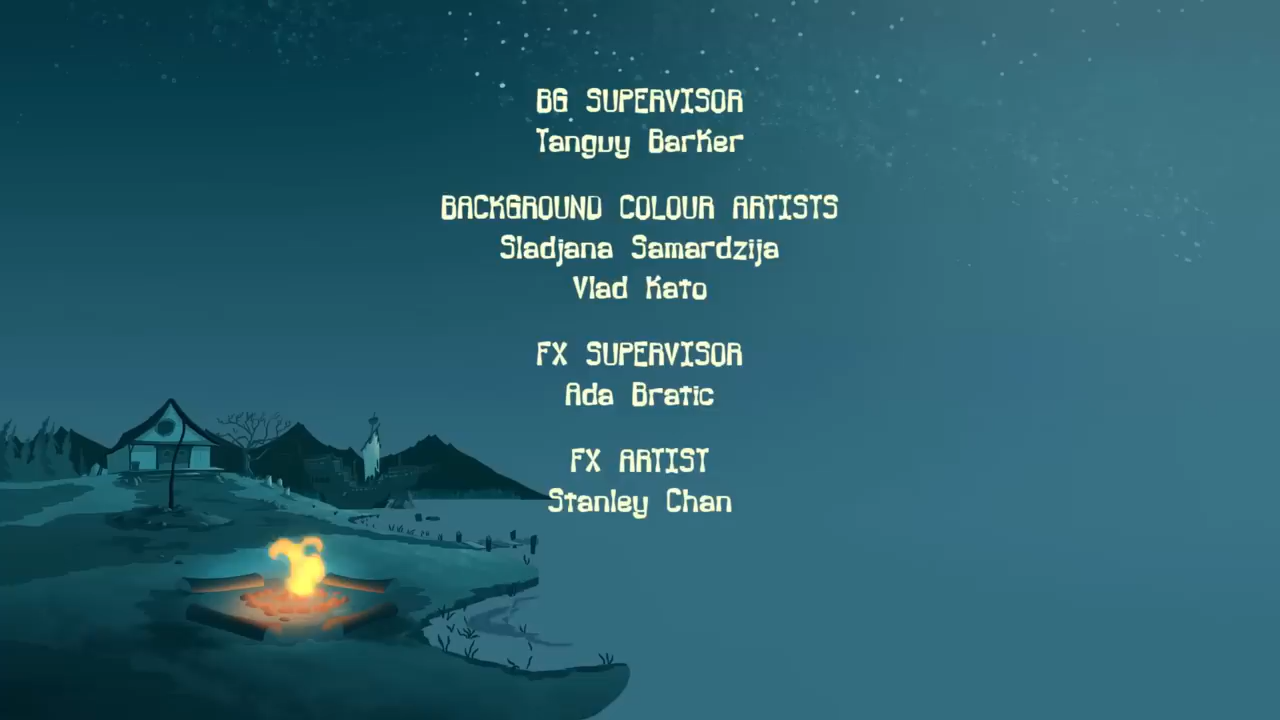 BG SUPERVISOR
Tanguy Barker
BACKGROUND COLOUR ARTISTS
Sladjana Samardzija
Vlad Kato
FX SUPERVISOR
Ada Bratic
FX ARTIST
Stanley Chan